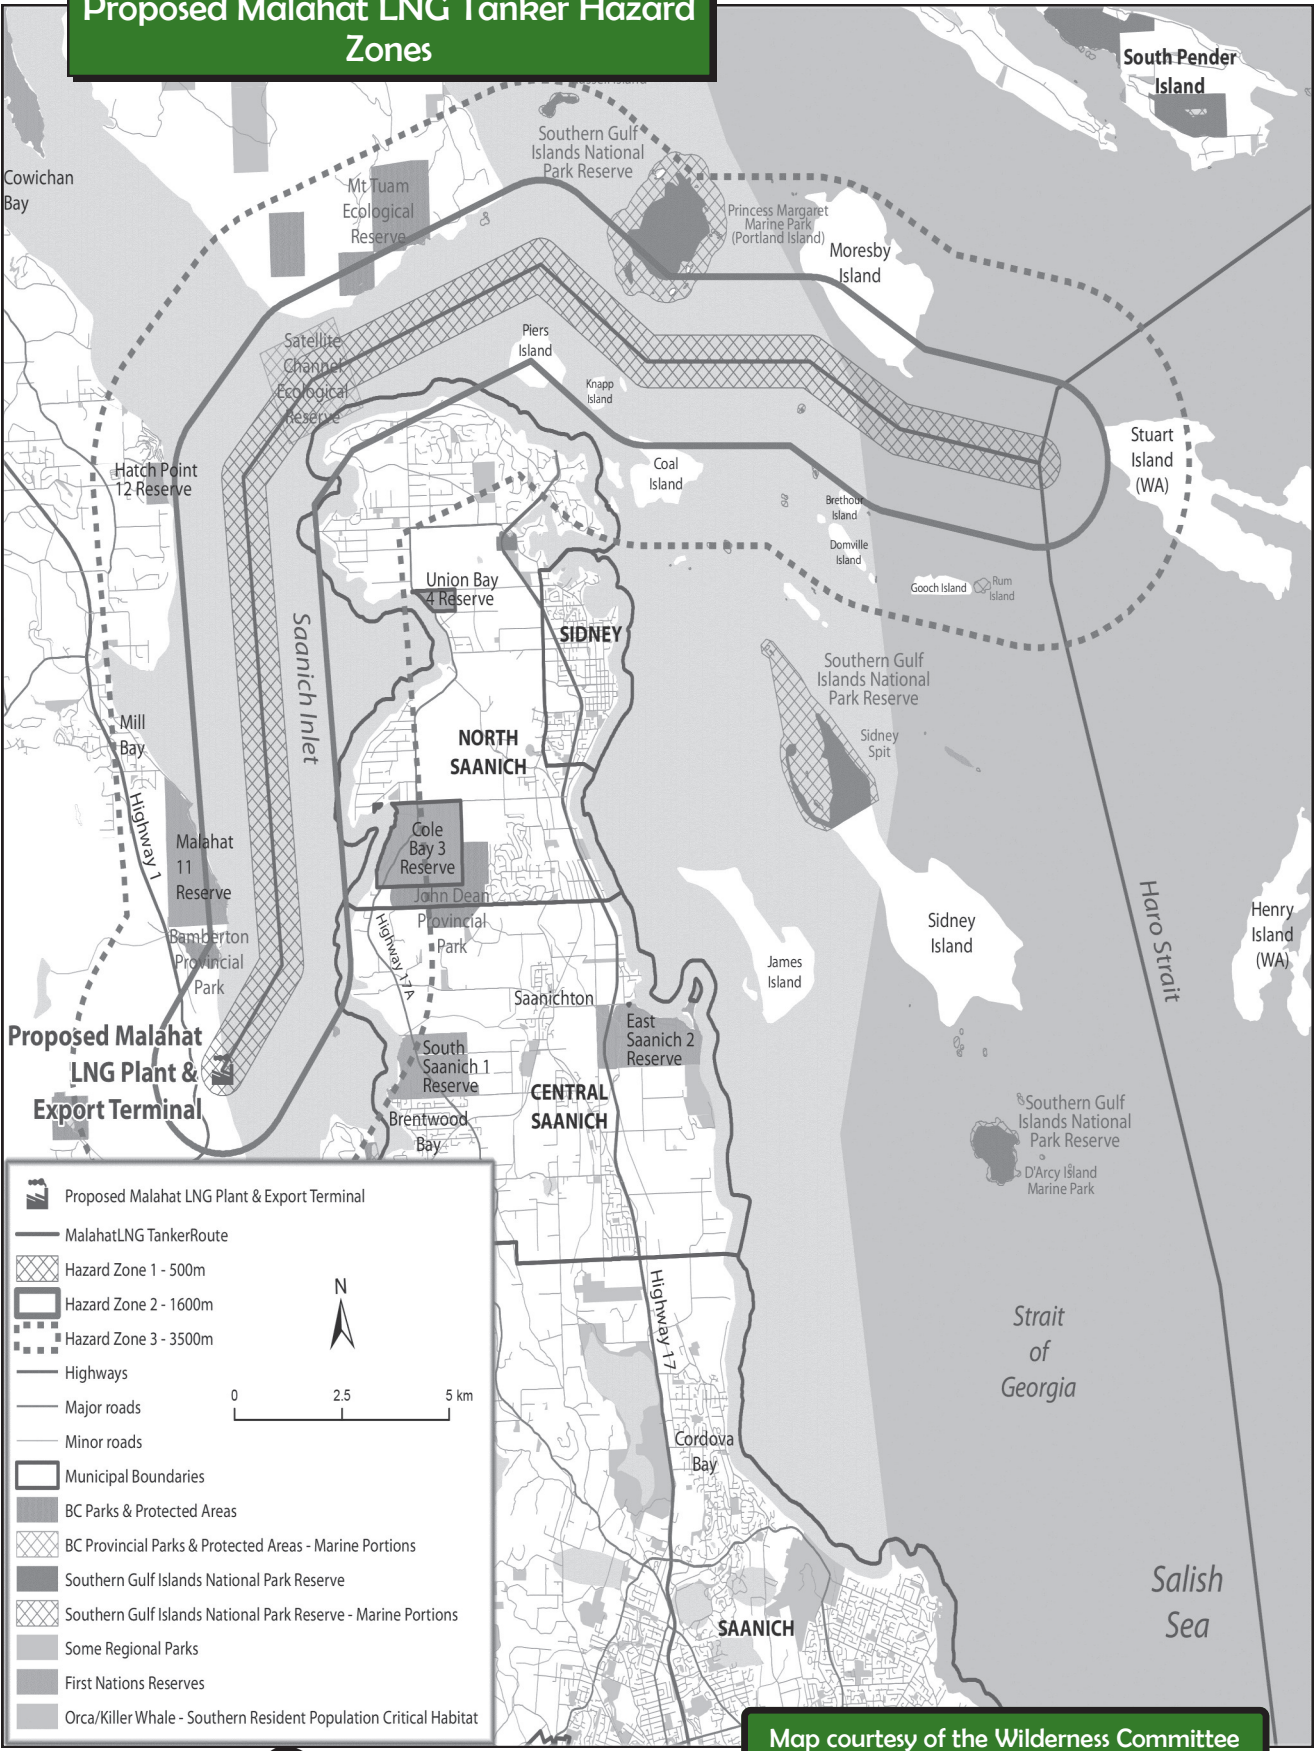 Proposed Malahat LNG Tanker Hazard
Zones
South Pender
Island
Southern Gulf
Islands National
Park Reserve
Cowichan
Bay
Mt Tuam
Ecological
Reserve
Princess Margaret
Marine Park
(Portland Island)
Moresby
Island
Satellite
Channel
Ecological
Reserve
Piers
Island
Knapp
Island
Hatch Point
12 Reserve
Coal
Island
Stuart
Island
(WA)
Brethour
Island
Domville
Island
Gooch Island
Rum
Island
Union Bay
4 Reserve
SIDNEY
Saanich Inlet
Southern Gulf
Islands National
Park Reserve
Sidney
Spit
Mill
Bay
NORTH
SAANICH
Highway 1
Malahat
11
Reserve
Cole
Bay 3
Reserve
John Dean
Provincial
Park
Haro Strait
Henry
Island
(WA)
Sidney
Island
James
Island
Bamberton
Provincial
Park
Highway 17A
Saanichton
East
Saanich 2
Reserve
Proposed Malahat
LNG Plant &
Export Terminal
South
Saanich 1
Reserve
CENTRAL
SAANICH
Brentwood
Bay
Southern Gulf
Islands National
Park Reserve
D'Arcy Island
Marine Park
Proposed Malahat LNG Plant & Export Terminal
MalahatLNG TankerRoute
Hazard Zone 1 - 500m
Hazard Zone 2 - 1600m
Hazard Zone 3 - 3500m
Highways
Major roads
Minor roads
Municipal Boundaries
BC Parks & Protected Areas
BC Provincial Parks & Protected Areas - Marine Portions
Southern Gulf Islands National Park Reserve
Southern Gulf Islands National Park Reserve - Marine Portions
Some Regional Parks
First Nations Reserves
Orca/Killer Whale - Southern Resident Population Critical Habitat
N
0 2.5 5 km
Highway 17
Strait
of
Georgia
Cordova
Bay
Salish
Sea
SAANICH
Map courtesy of the Wilderness Committee